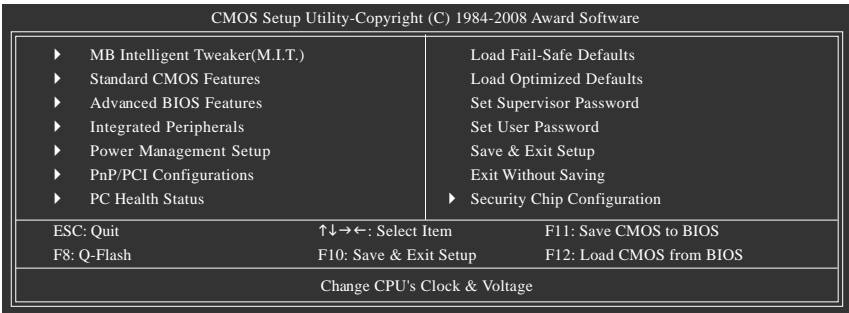 CMOS Setup Utility-Copyright (C) 1984-2008 Award Software
MB Intelligent Tweaker(M.I.T.)
Standard CMOS Features
Advanced BIOS Features
Integrated Peripherals
Power Management Setup
PnP/PCI Configurations
PC Health Status
Load Fail-Safe Defaults
Load Optimized Defaults
Set Supervisor Password
Set User Password
Save & Exit Setup
Exit Without Saving
Security Chip Configuration
ESC: Quit ↑↓→←: Select Item F11: Save CMOS to BIOS
F8: Q-Flash F10: Save & Exit Setup F12: Load CMOS from BIOS
Change CPU's Clock & Voltage